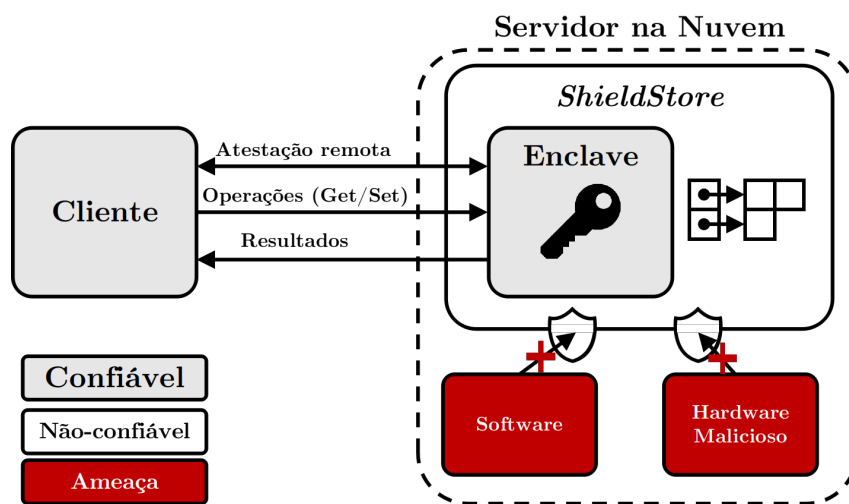 Servidor na Nuvem
ShieldStore
Cliente
Atestação remota
Operações (Get/Set)
Resultados
Enclave
Confiável
Não-confiável
Ameaça
Software
Hardware
Malicioso